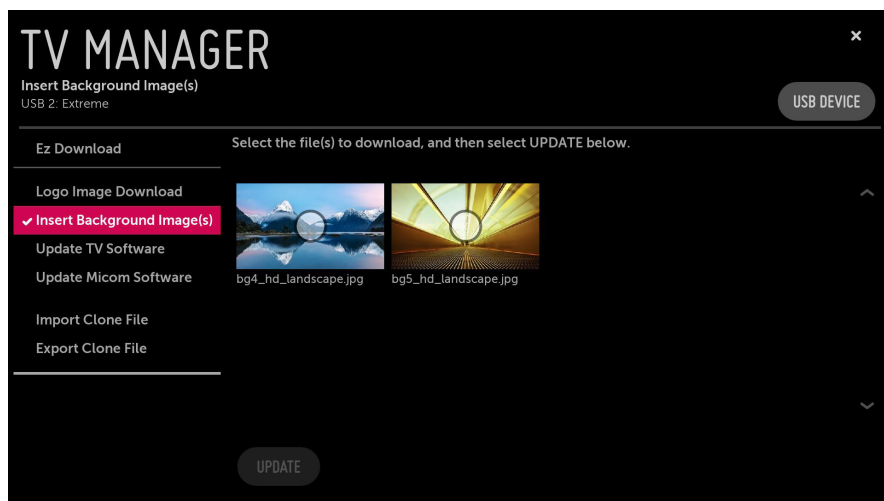 TV MANAGER
Insert Background Image(s)
USB 2: Extreme
USB DEVICE
Ez Download
Logo Image Download
Insert Background Image(s)
Update TV Software
Update Micom Software
Import Clone File
Export Clone File
Select the file(s) to download, and then select UPDATE below.
bg4_hd_landscape.jpg
bg5_hd_landscape.jpg
UPDATE